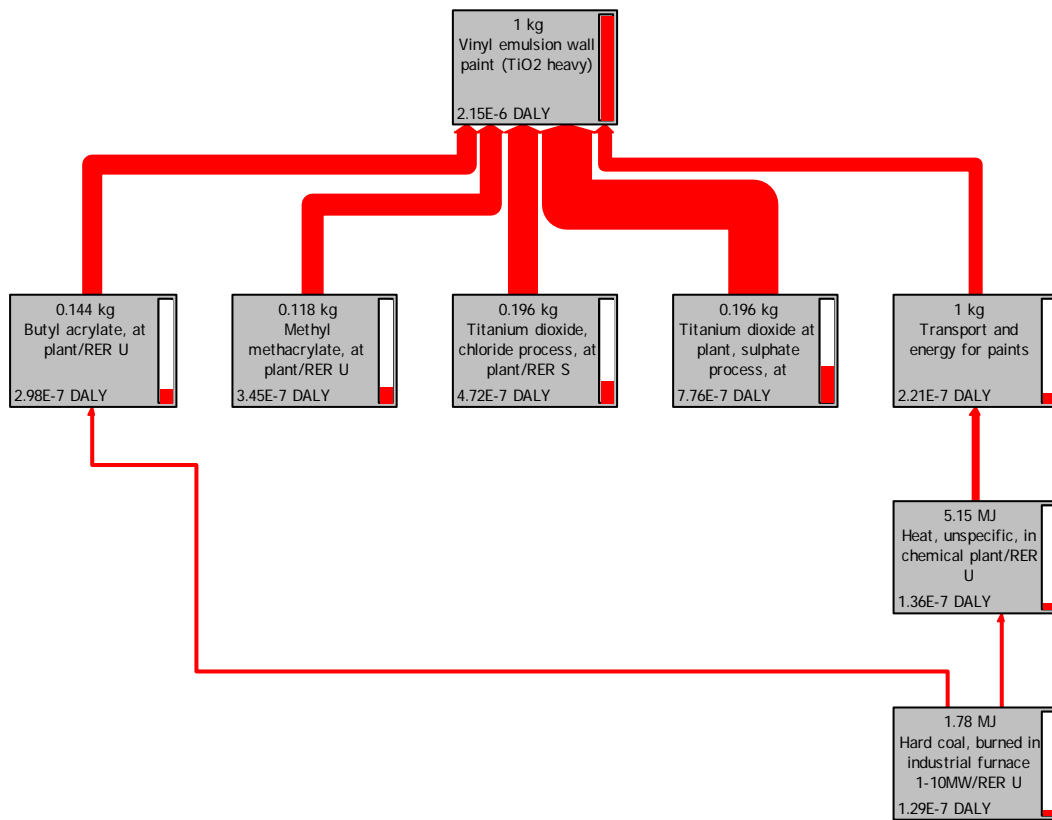 1 kg
Vinyl emulsion wall
paint (TiO2 heavy)
2.15E-6 DALY
0.144 kg
Butyl acrylate, at
plant/RER U
2.98E-7 DALY
0.118 kg
Methyl
methacrylate, at
plant/RER U
3.45E-7 DALY
0.196 kg
Titanium dioxide,
chloride process, at
plant/RER S
4.72E-7 DALY
0.196 kg
Titanium dioxide at
plant, sulphate
process, at
7.76E-7 DALY
1 kg
Transport and
energy for paints
2.21E-7 DALY
5.15 MJ
Heat, unspecific, in
chemical plant/RER
U
1.36E-7 DALY
1.78 MJ
Hard coal, burned in
industrial furnace
1-10MW/RER U
1.29E-7 DALY